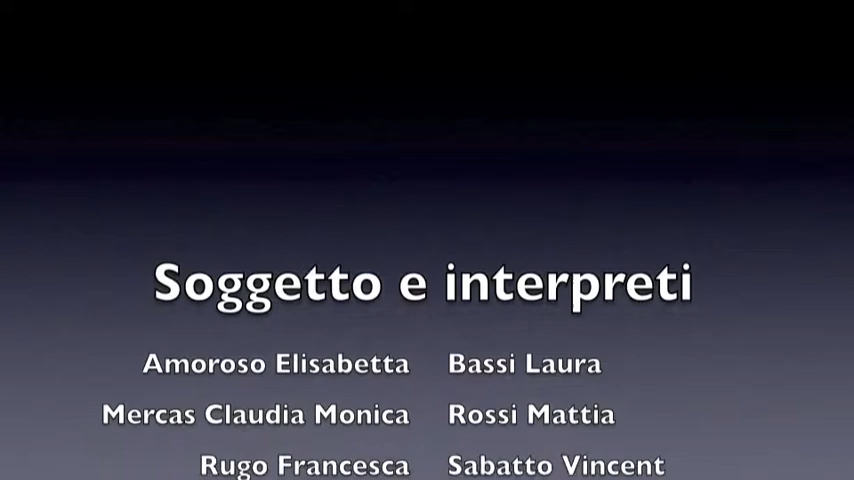 Soggetto e interpreti
Amoroso Elisabetta Bassi Laura
Mercas Claudia Monica Rossi Mattia
Rugo Francesca Sabatto Vincent